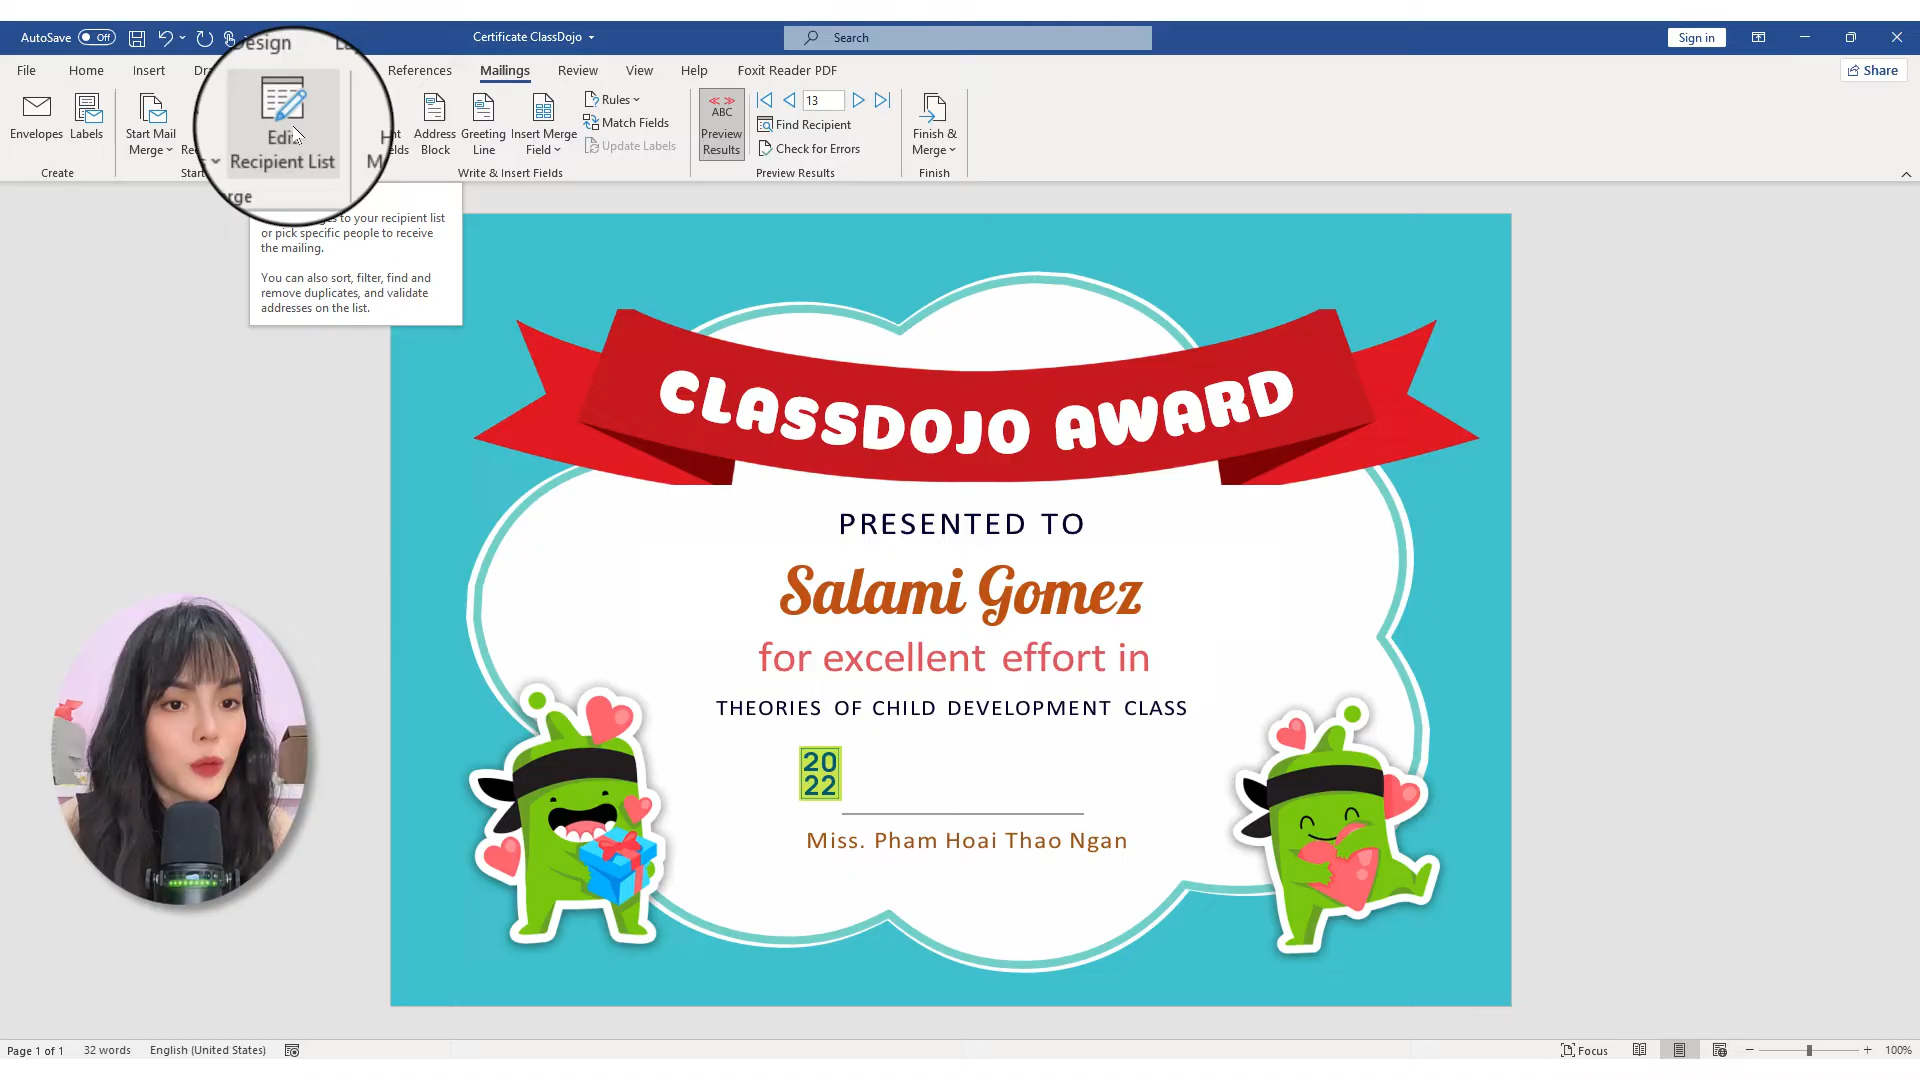 AutoSave Off
Certificate ClassDojo
Search
Sign in
Design
File Home Insert References Mailings Review View Help Foxit Reader PDF
Share
Envelopes
Labels
Start Mail
Merge
Edit
Recipient List
Address
Block
Greeting
Line
Insert Merge
Field
Rules
Match Fields
Update Labels
ABC
Preview
Results
13
Find Recipient
Check for Errors
Finish &
Merge
Create
Write & Insert Fields
Preview Results
Finish
to your recipient list
or pick specific people to receive
the mailing.
You can also sort, filter, find and
remove duplicates, and validate
addresses on the list.
CLASSDOJO AWARD
PRESENTED TO
Salami Gomez
for excellent effort in
THEORIES OF CHILD DEVELOPMENT CLASS
20
22
Miss. Pham Hoai Thao Ngan
Page 1 of 1 32 words English (United States)
Focus
100%